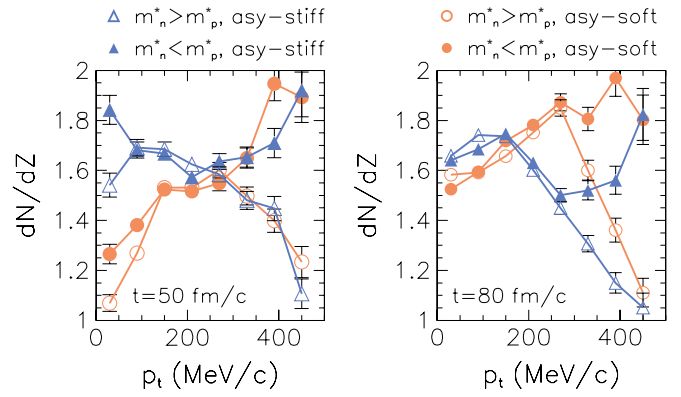 m*n>m*p, asy-stiff
m*n>m*p, asy-soft
m*n<m*p, asy-stiff
m*n<m*p, asy-soft
2
1.8
1.6
1.4
1.2
1
dN/dZ
t=50 fm/c
0
200
400
pt (MeV/c)
2
1.8
1.6
1.4
1.2
1
dN/dZ
t=80 fm/c
0
200
400
pt (MeV/c)